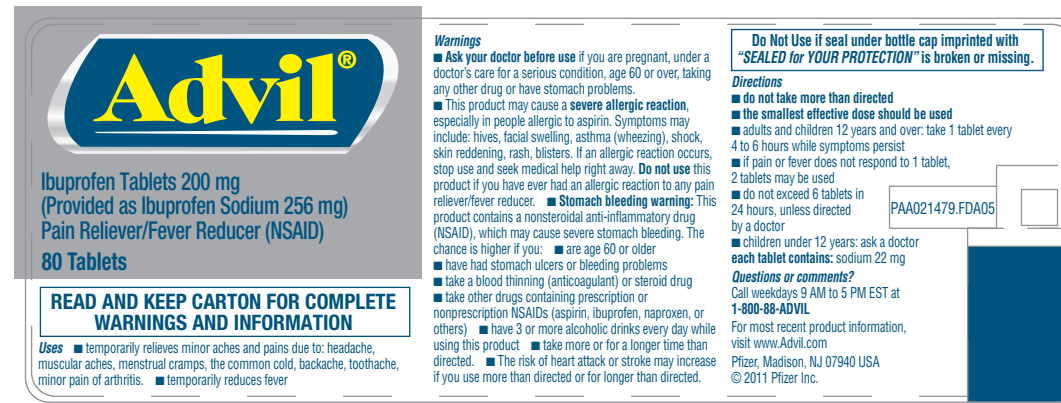 Advil®
Ibuprofen Tablets 200 mg
(Provided as Ibuprofen Sodium 256 mg)
Pain Reliever/Fever Reducer (NSAID)
80 Tablets
READ AND KEEP CARTON FOR COMPLETE
WARNINGS AND INFORMATION
Uses ■ temporarily relieves minor aches and pains due to: headache,
muscular aches, menstrual cramps, the common cold, backache, toothache,
minor pain of arthritis. ■ temporarily reduces fever
Warnings
■ Ask your doctor before use if you are pregnant, under a
doctor's care for a serious condition, age 60 or over, taking
any other drug or have stomach problems.
■ This product may cause a severe allergic reaction,
especially in people allergic to aspirin. Symptoms may
include: hives, facial swelling, asthma (wheezing), shock,
skin reddening, rash, blisters. If an allergic reaction occurs,
stop use and seek medical help right away. Do not use this
product if you have ever had an allergic reaction to any pain
reliever/fever reducer. ■ Stomach bleeding warning: This
product contains a nonsteroidal anti-inflammatory drug
(NSAID), which may cause severe stomach bleeding. The
chance is higher if you: ■ are age 60 or older
■ have had stomach ulcers or bleeding problems
■ take a blood thinning (anticoagulant) or steroid drug
■ take other drugs containing prescription or
nonprescription NSAIDs (aspirin, ibuprofen, naproxen, or
others) ■ have 3 or more alcoholic drinks every day while
using this product ■ take more or for a longer time than
directed. ■ The risk of heart attack or stroke may increase
if you use more than directed or for longer than directed.
Do Not Use if seal under bottle cap imprinted with
"SEALED for YOUR PROTECTION" is broken or missing.
Directions
■ do not take more than directed
■ the smallest effective dose should be used
■ adults and children 12 years and over: take 1 tablet every
4 to 6 hours while symptoms persist
■ if pain or fever does not respond to 1 tablet,
2 tablets may be used
■ do not exceed 6 tablets in
24 hours, unless directed
by a doctor
■ children under 12 years: ask a doctor
each tablet contains: sodium 22 mg
Questions or comments?
Call weekdays 9 AM to 5 PM EST at
1-800-88-ADVIL
For most recent product information,
visit www.Advil.com
Pfizer, Madison, NJ 07940 USA
© 2011 Pfizer Inc.
PAA021479.FDA05